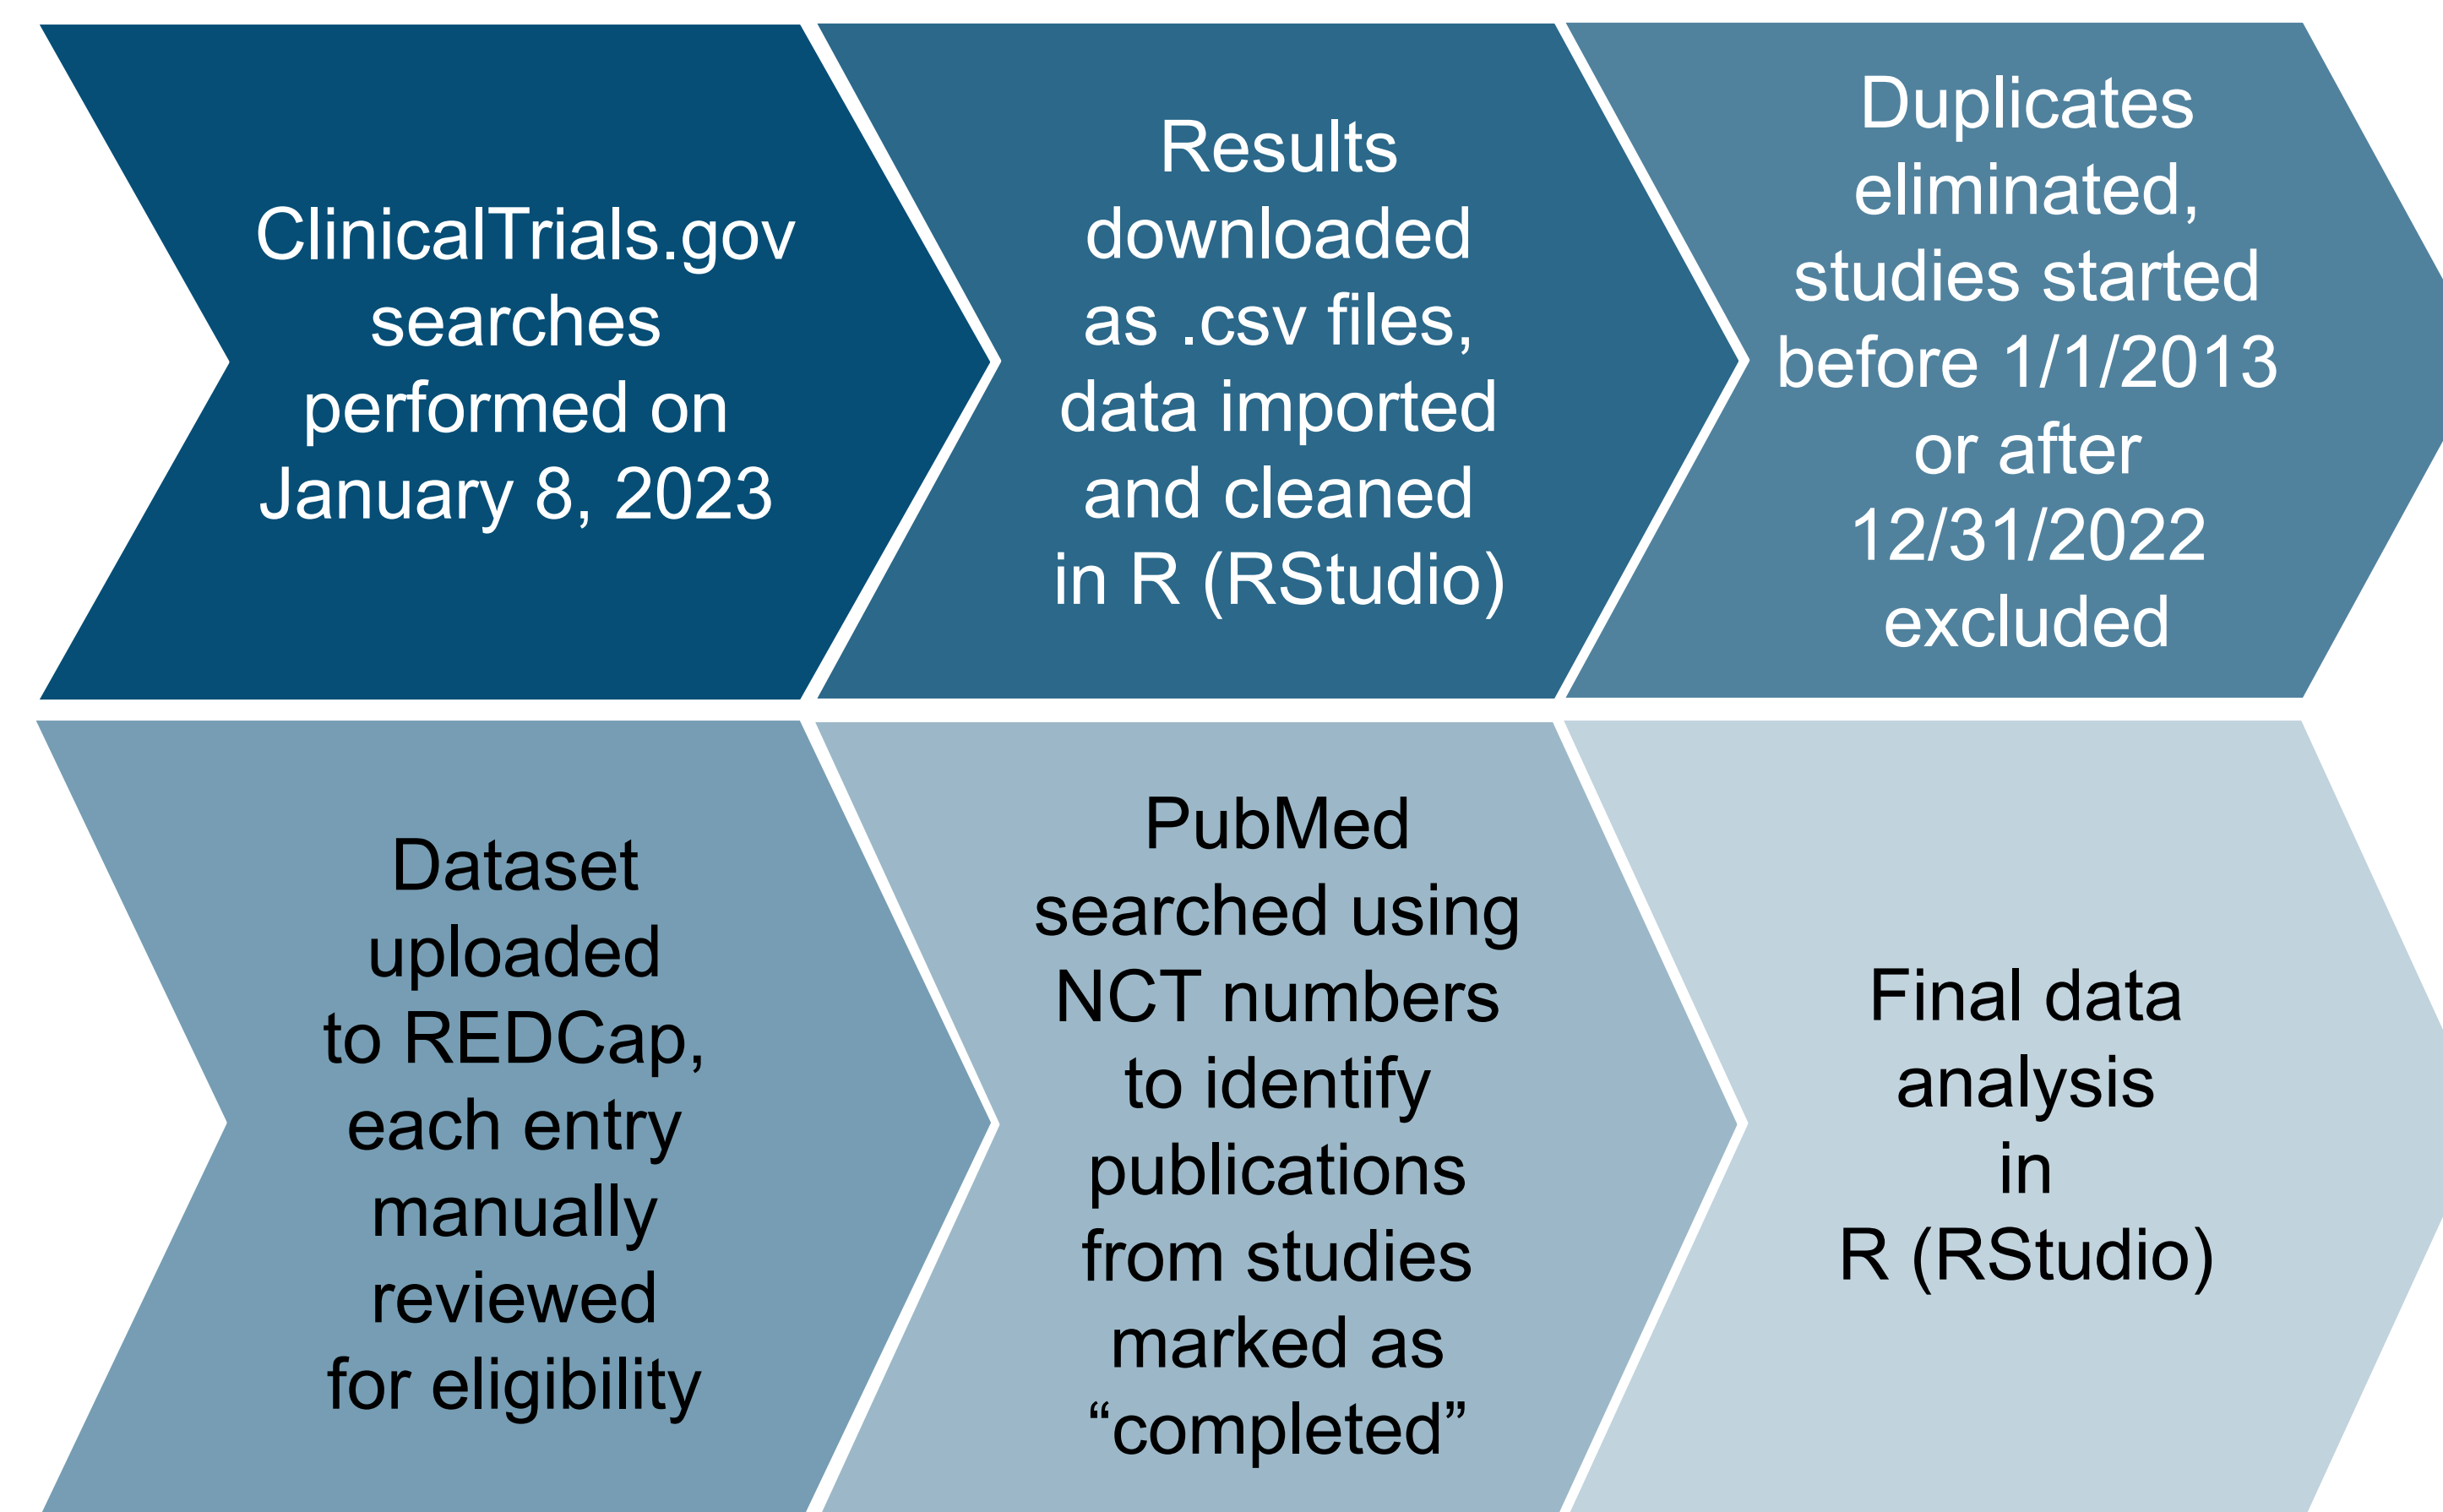 ClinicalTrials.gov
searches
performed on
January 8, 2023
Results
downloaded
as .csv files,
data imported
and cleaned
in R (RStudio)
Duplicates
eliminated,
studies started
before 1/1/2013
or after
12/31/2022
excluded
Dataset
uploaded
to REDCap,
each entry
manually
reviewed
for eligibility
PubMed
searched using
NCT numbers
to identify
publications
from studies
marked as
“completed”
Final data
analysis
in
R (RStudio)